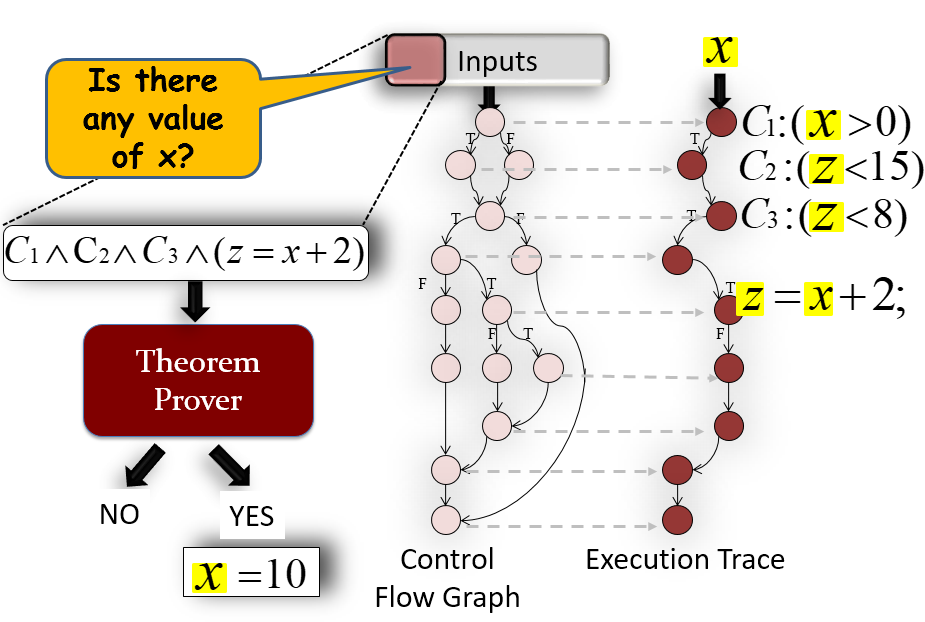 Inputs
Is there
any value
of x?
x
C₁:(x>0)
T F
T
C₂:(z<15)
C₃:(z<8)
T F
T
C₁∧C₂∧C₃∧(z=x+2)
F T
T
z=x+2;
F T
F
Theorem
Prover
NO
YES
x=10
Control
Flow Graph
Execution Trace